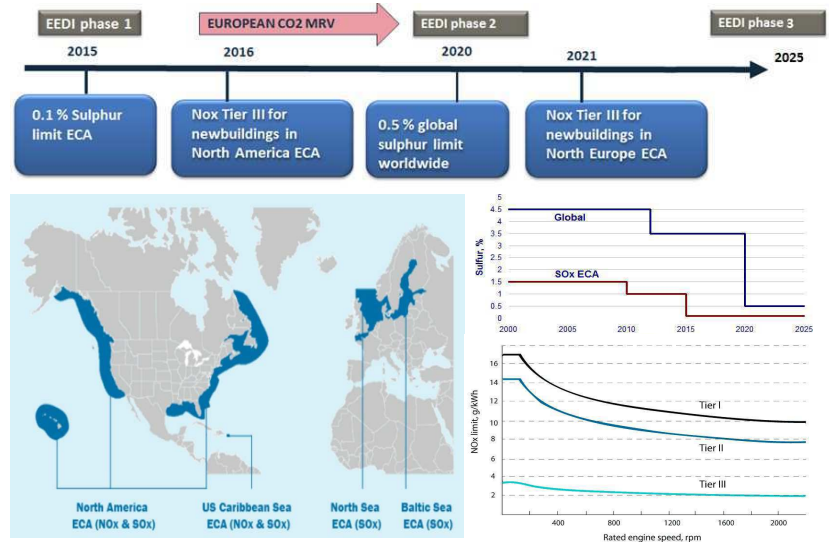 EEDI phase 1
EUROPEAN CO2 MRV
EEDI phase 2
EEDI phase 3
2015
2016
2020
2021
2025
0.1 % Sulphur
limit ECA
Nox Tier III for
newbuildings in
North America ECA
0.5 % global
sulphur limit
worldwide
Nox Tier III for
newbuildings in
North Europe ECA
North America
ECA (NOx & SOx)
US Caribbean Sea
ECA (NOx & SOx)
North Sea
ECA (SOx)
Baltic Sea
ECA (SOx)
5
4.5
4
3.5
3
2.5
2
1.5
1
0.5
0
Sulfur, %
Global
SOx ECA
2000
2005
2010
2015
2020
2025
16
14
12
10
8
6
4
2
NOx limit, g/kWh
Tier I
Tier II
Tier III
400
800
1200
1600
2000
Rated engine speed, rpm